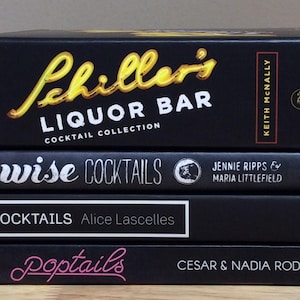 Schiller's
LIQUOR BAR
COCKTAIL COLLECTION
KEITH McNALLY
wise COCKTAILS
JENNIE RIPPS &
MARIA LITTLEFIELD
COCKTAILS Alice Lascelles
poptails
CESAR & NADIA ROD